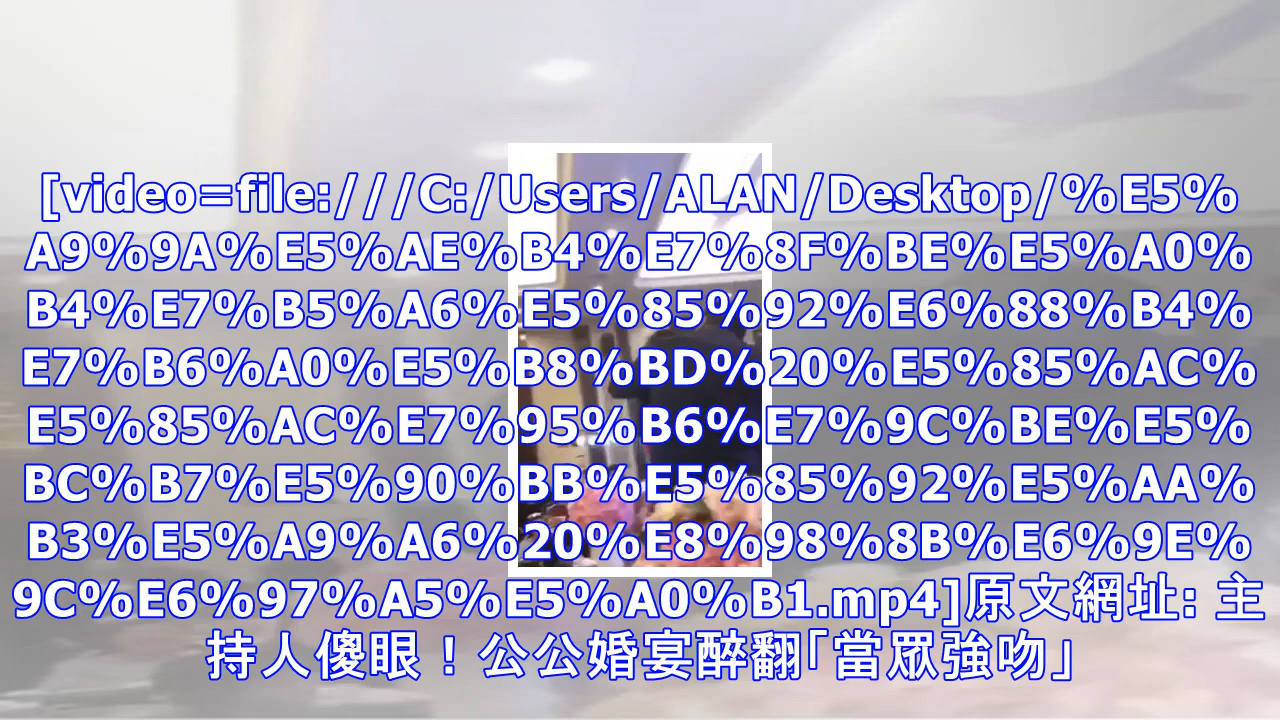 [video=file:///C:/Users/ALAN/Desktop/%E5%
A9%9A%E5%AE%B4%E7%8F%BE%E5%A0%
B4%E7%B5%A6%E5%85%92%E6%88%B4%
E7%B6%A0%E5%B8%BD%20%E5%85%AC%
E5%85%AC%E7%95%B6%E7%9C%BE%E5%
BC%B7%E5%90%BB%E5%85%92%E5%AA%
B3%E5%A9%A6%20%E8%98%8B%E6%9E%
9C%E6%97%A5%E5%A0%B1.mp4]原文網址: 主
持人傻眼！公公婚宴醉翻「當眾強吻」